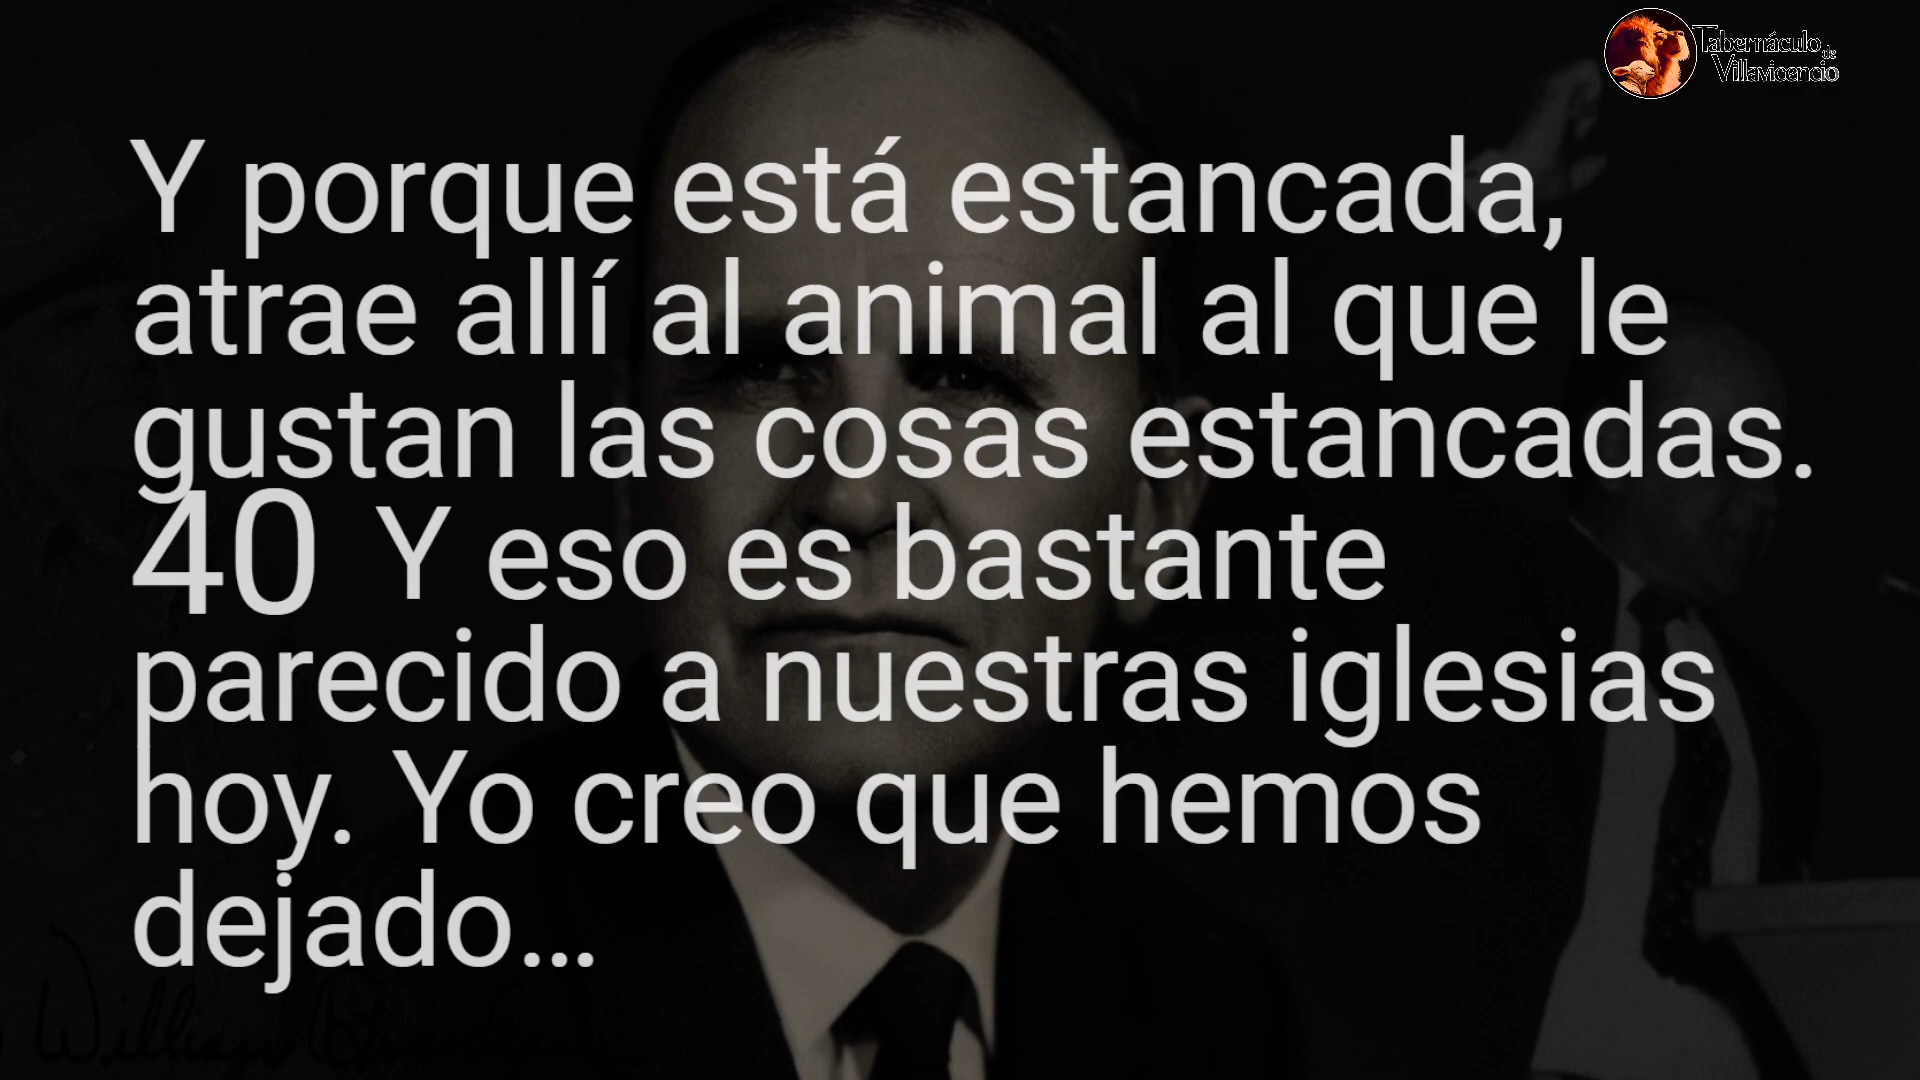 Tabernáculo de
Villavicencio
Y porque está estancada,
atrae allí al animal al que le
gustan las cosas estancadas.
40 Y eso es bastante
parecido a nuestras iglesias
hoy. Yo creo que hemos
dejado...
William